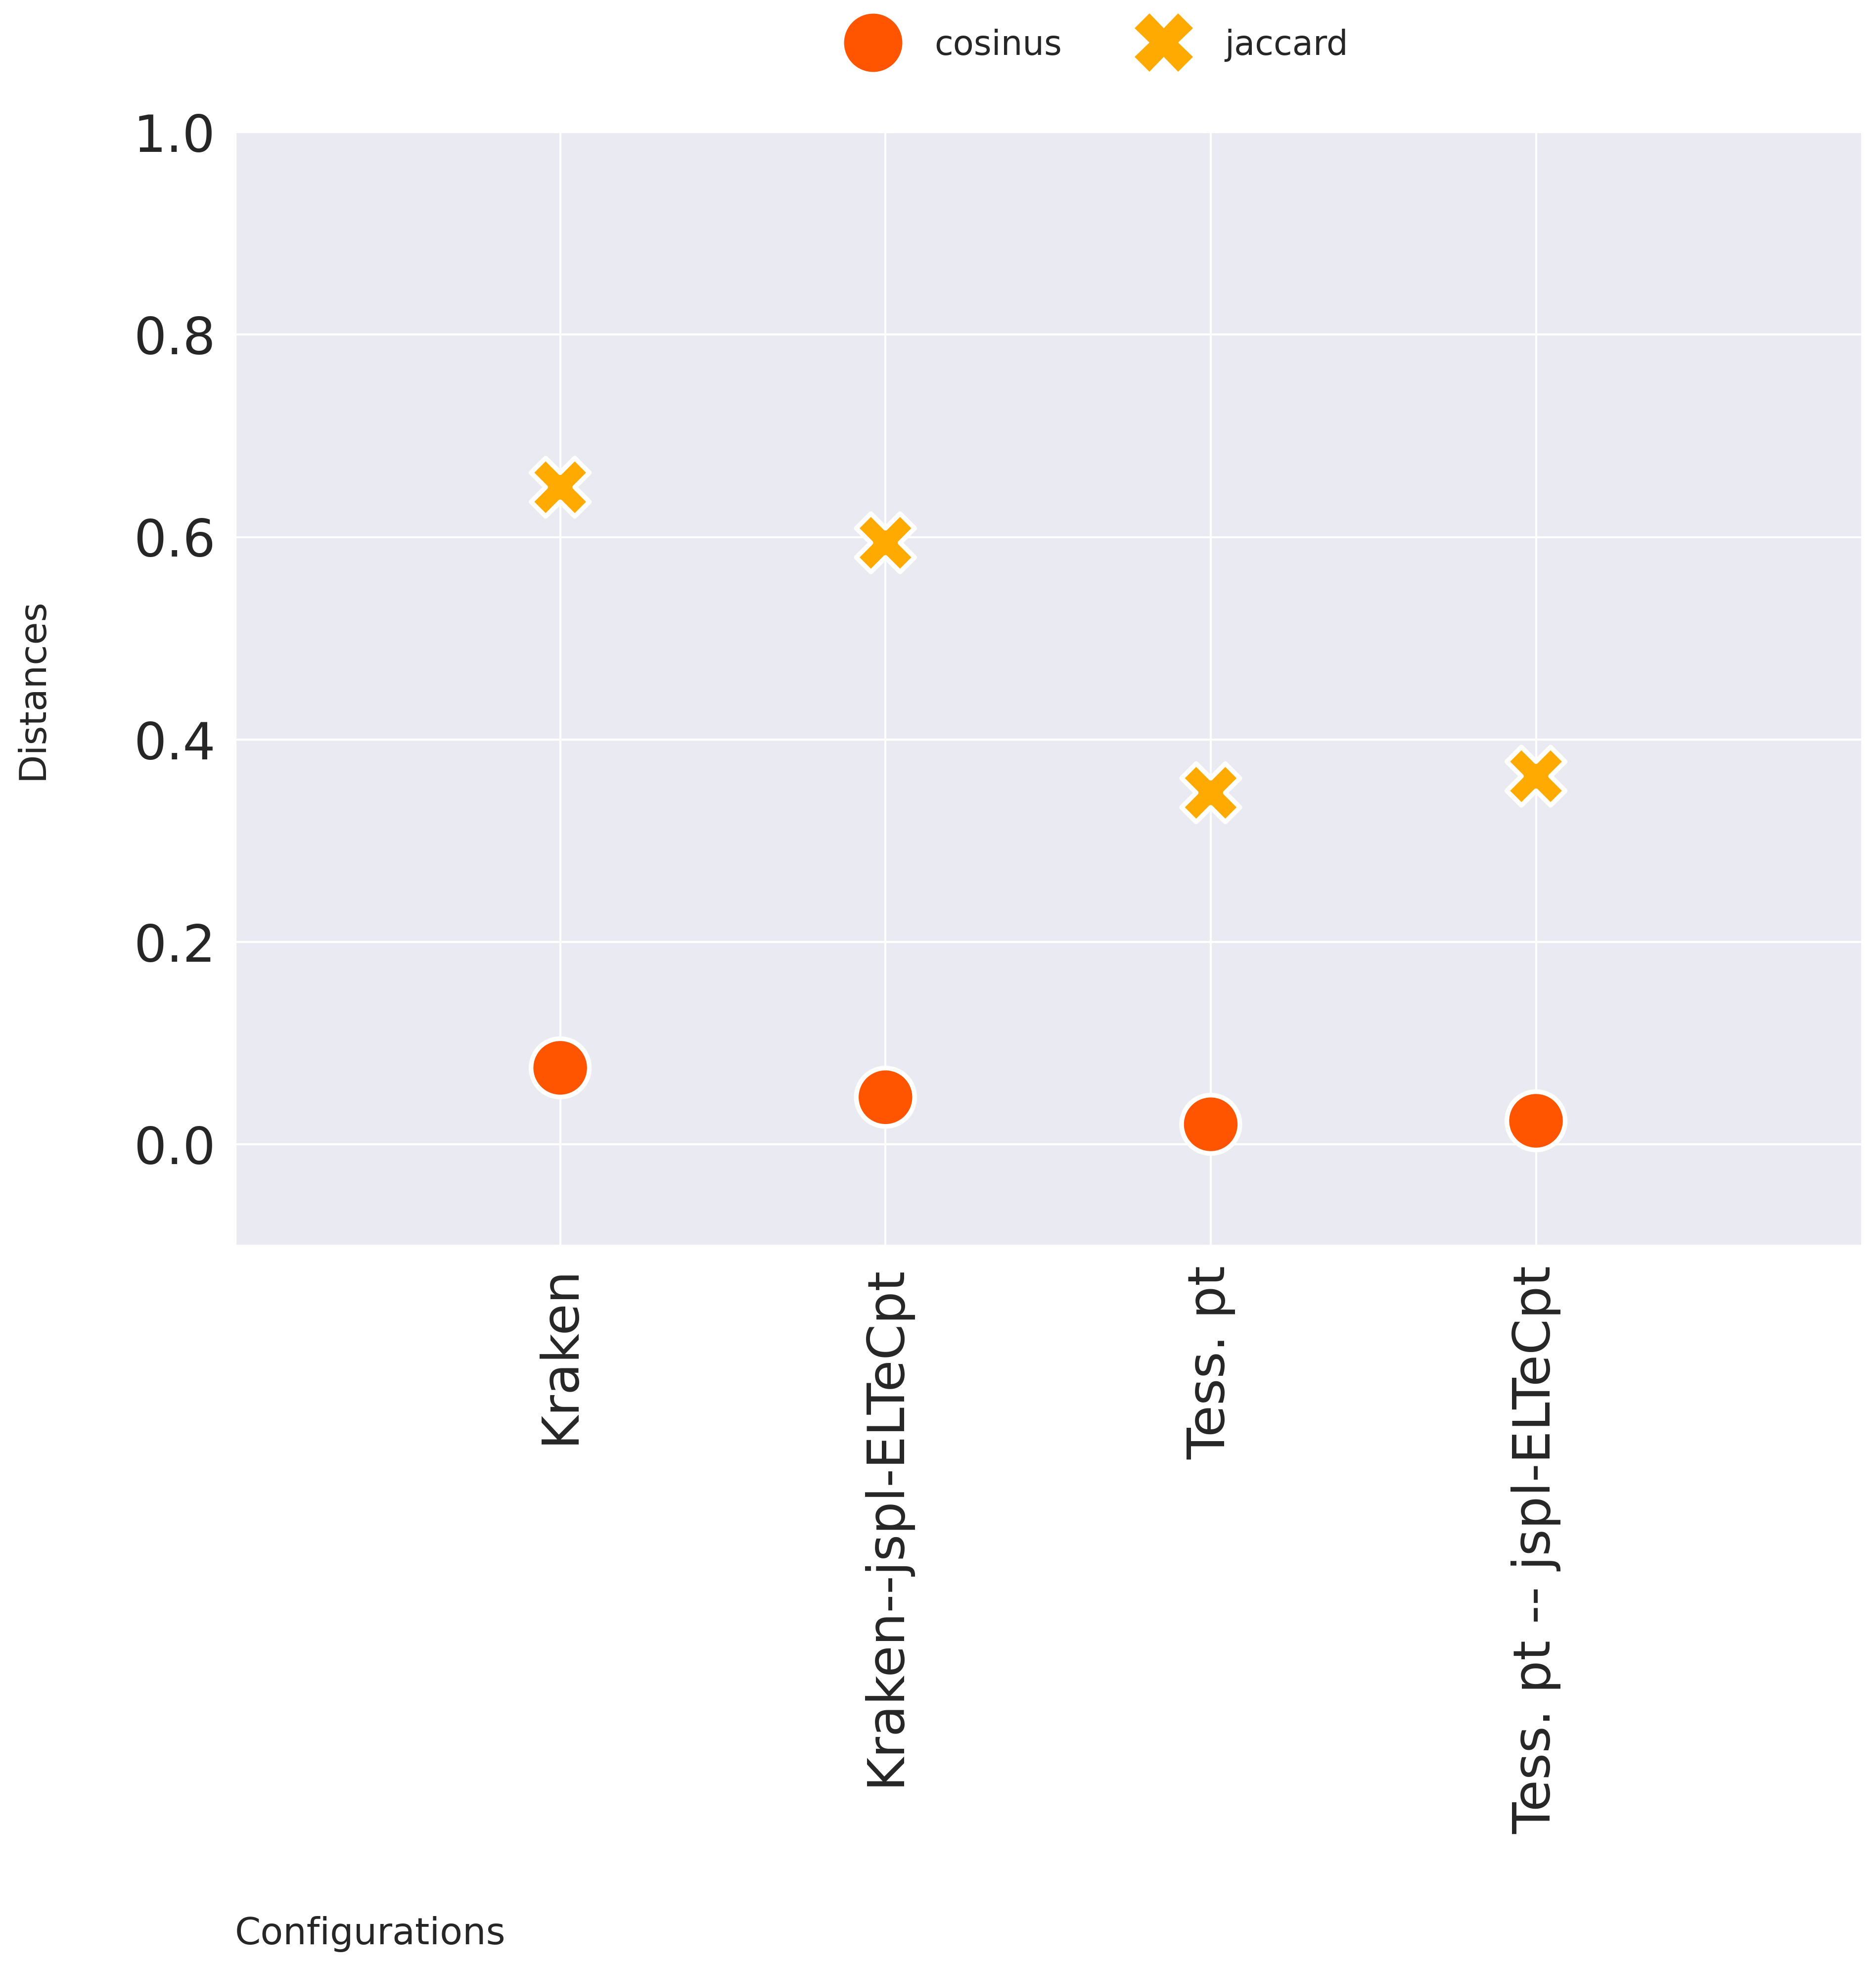 cosinus jaccard
1.0
0.8
0.6
0.4
0.2
0.0
Distances
Kraken
Kraken--jspl-ELTeCpt
Tess. pt
Tess. pt -- jspl-ELTeCpt
Configurations